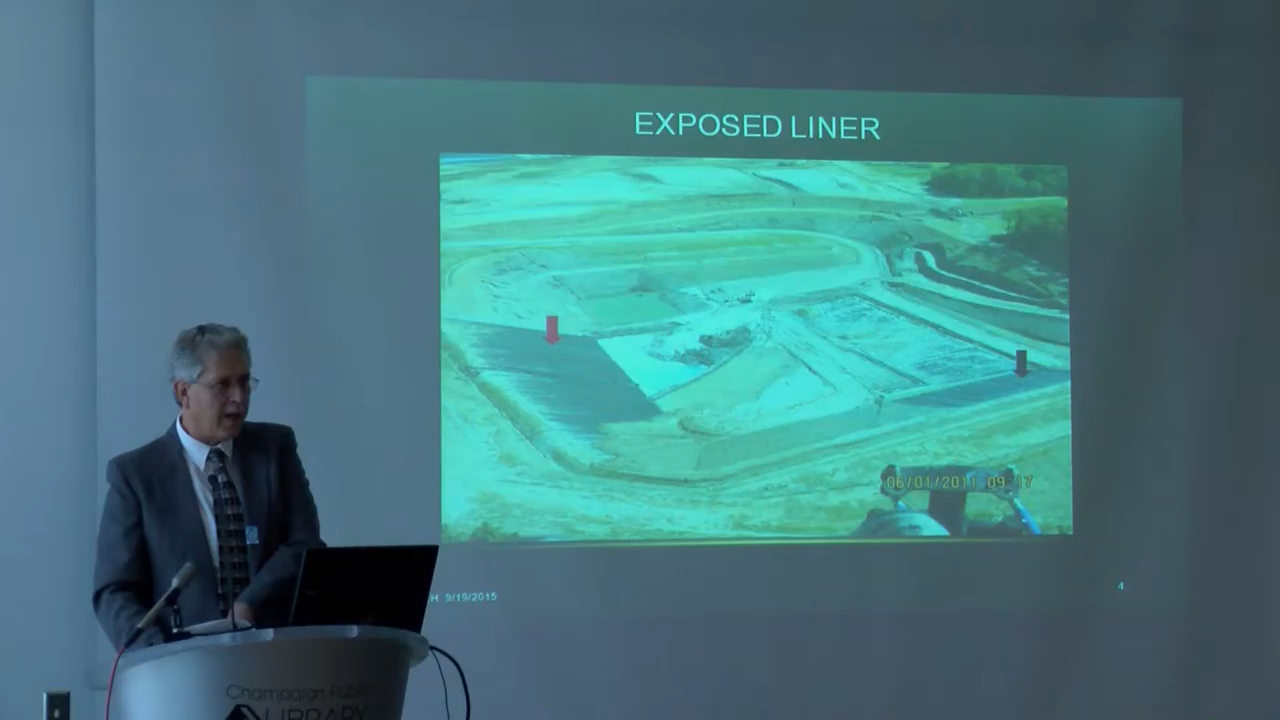 EXPOSED LINER
06/01/2011 09:17
H 9/19/2015
4
Champaign Public
LIBRARY